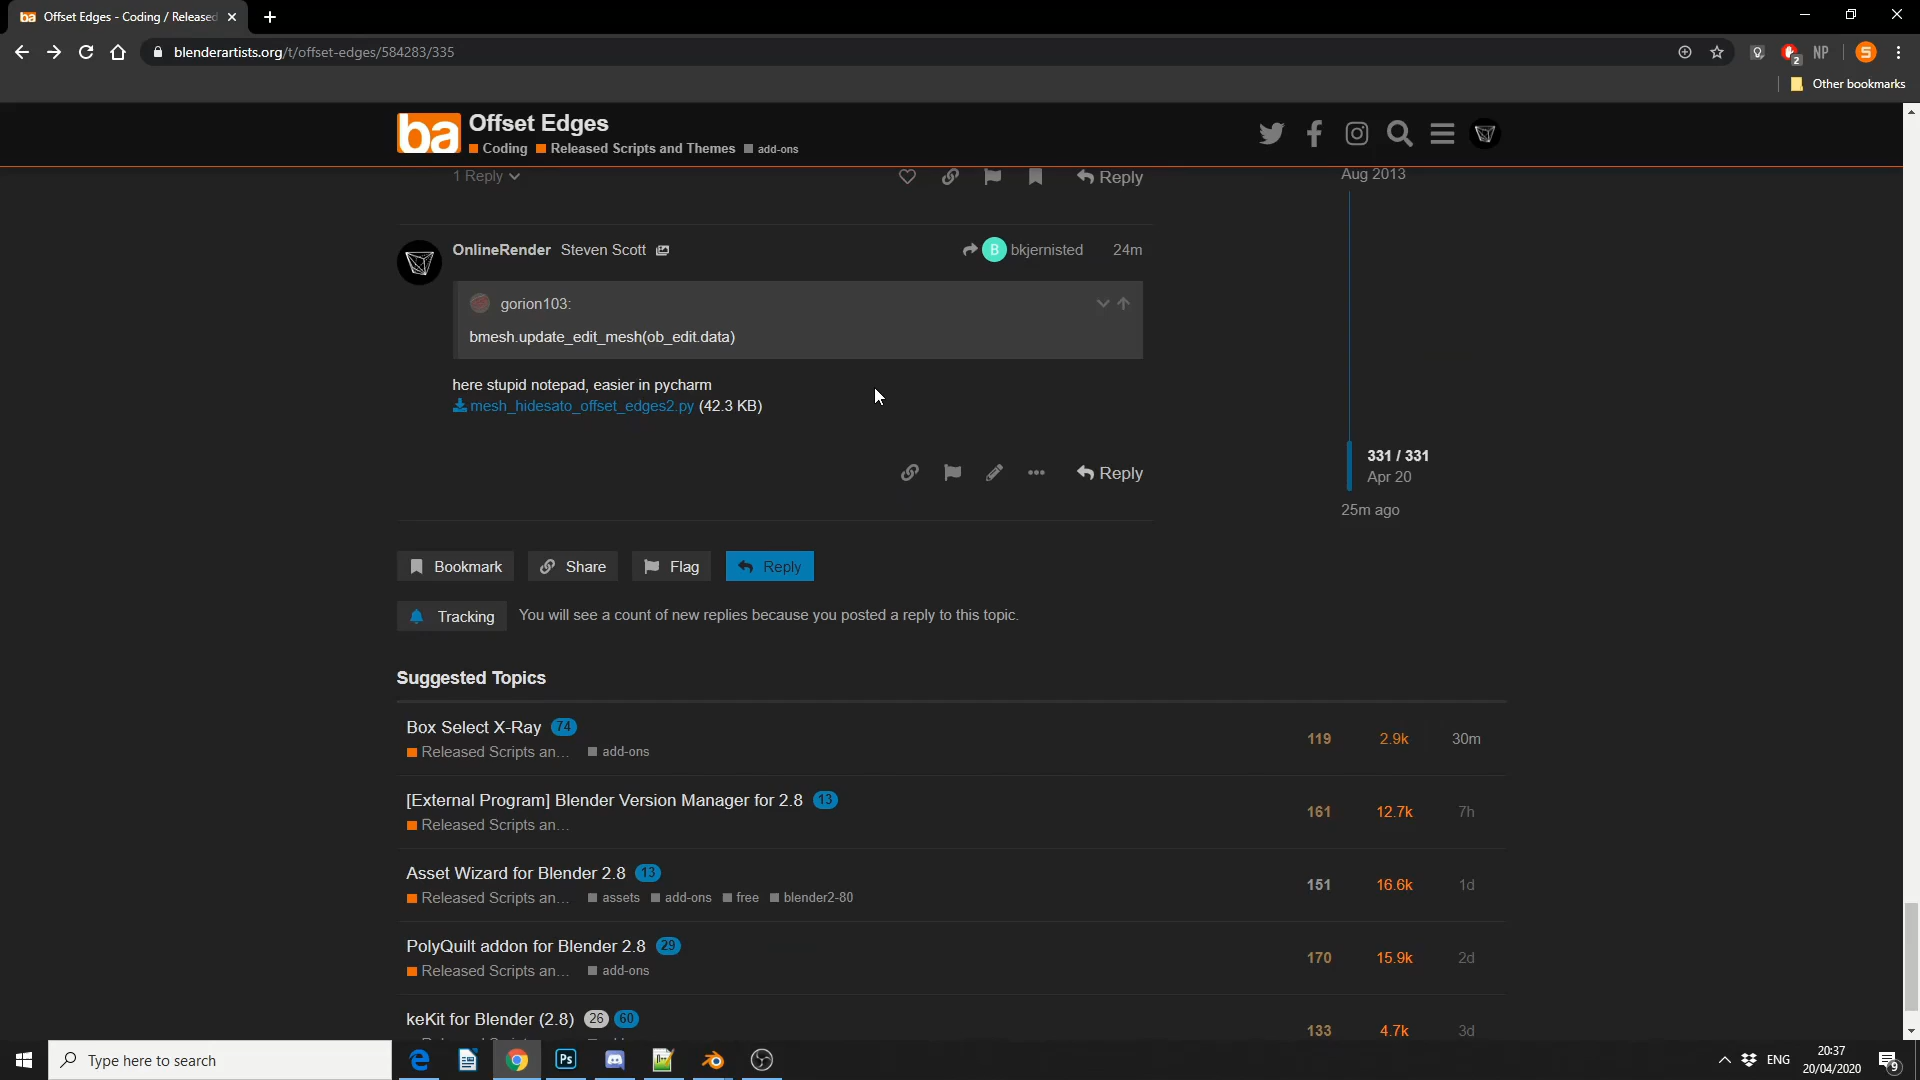 ba Offset Edges - Coding / Released
blenderartists.org/t/offset-edges/584283/335
2
NP
S
Other bookmarks
ba
Offset Edges
Coding Released Scripts and Themes add-ons
1 Reply
Reply
Aug 2013
OnlineRender Steven Scott
B bkjernisted 24m
gorion103:
bmesh.update_edit_mesh(ob_edit.data)
here stupid notepad, easier in pycharm
mesh_hidesato_offset_edges2.py (42.3 KB)
331 / 331
Apr 20
25m ago
Reply
Bookmark Share Flag Reply
Tracking You will see a count of new replies because you posted a reply to this topic.
Suggested Topics
Box Select X-Ray 74
Released Scripts an... add-ons
119 2.9k 30m
[External Program] Blender Version Manager for 2.8 13
Released Scripts an...
161 12.7k 7h
Asset Wizard for Blender 2.8 13
Released Scripts an... assets add-ons free blender2-80
151 16.6k 1d
PolyQuilt addon for Blender 2.8 29
Released Scripts an... add-ons
170 15.9k 2d
keKit for Blender (2.8) 26 60
133 4.7k 3d
Type here to search
Ps
ENG
20:37
20/04/2020
9